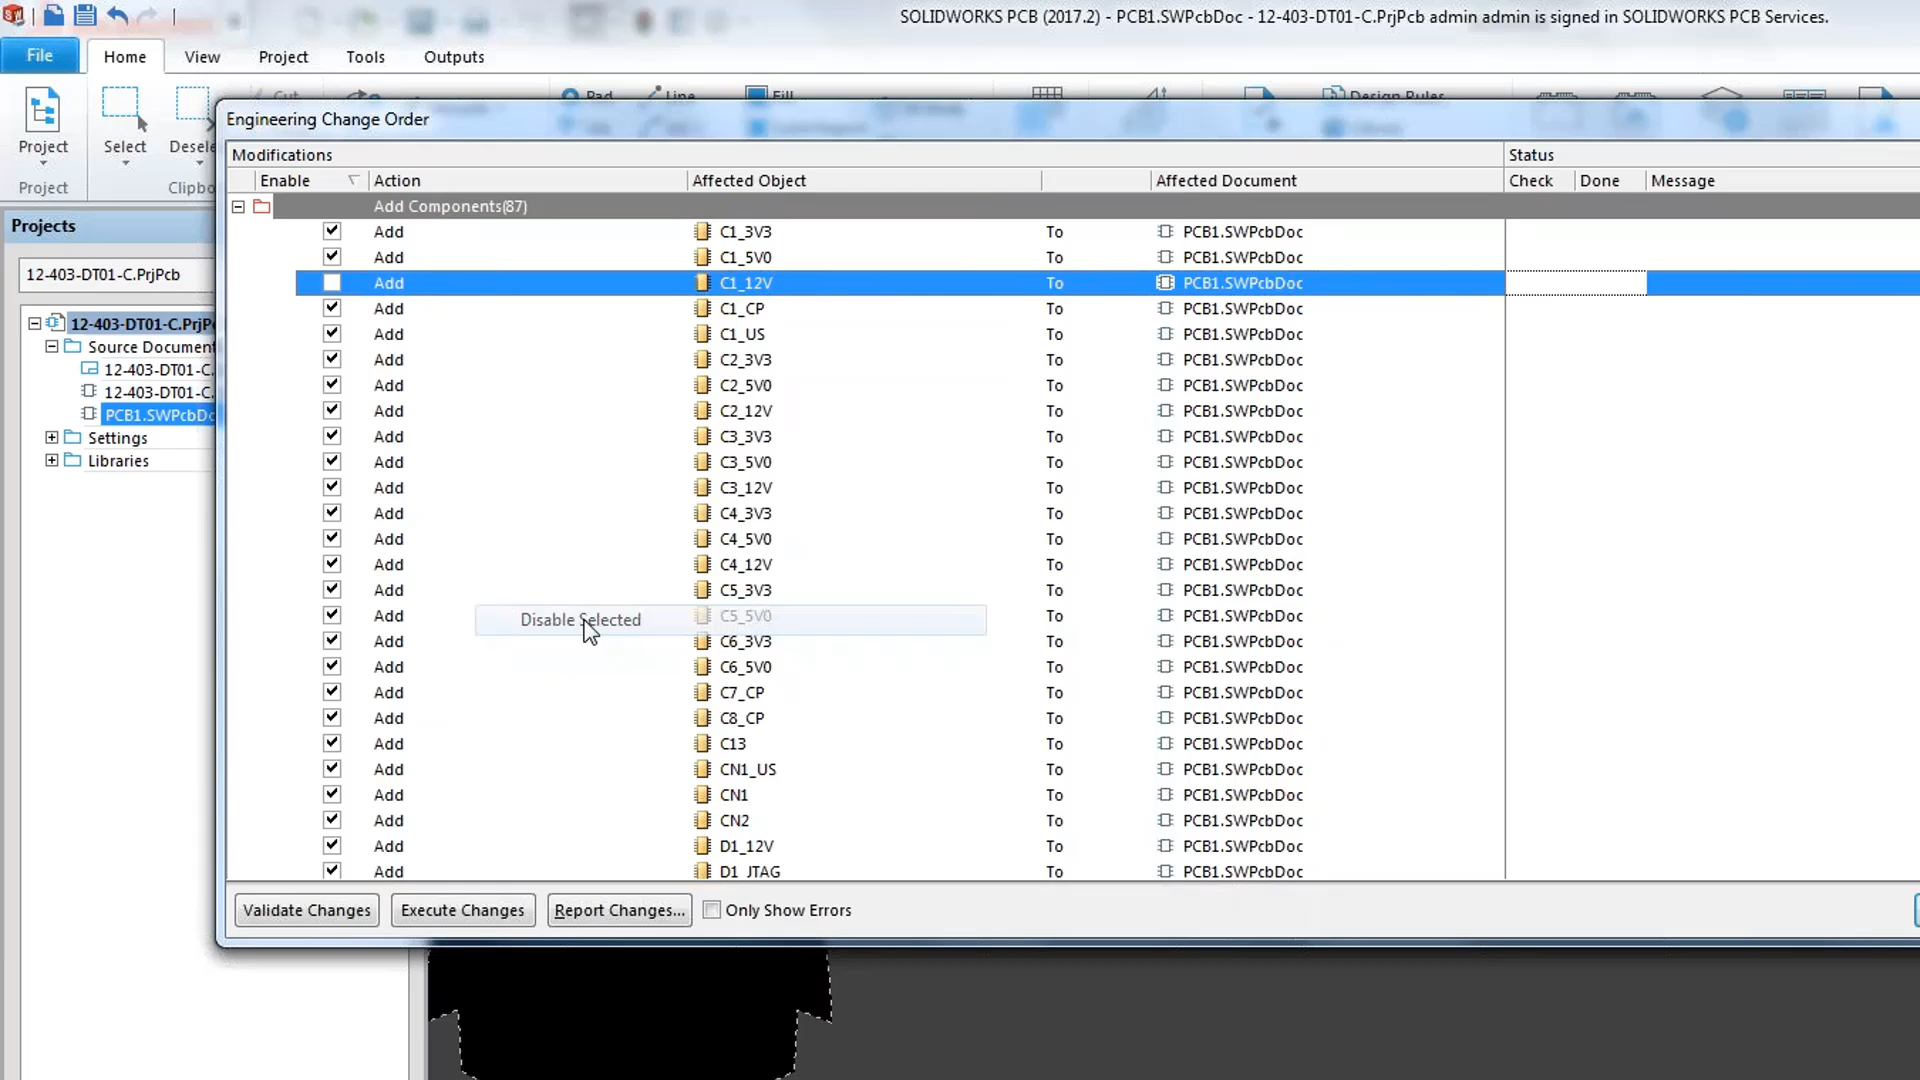 SOLIDWORKS PCB (2017.2) - PCB1.SWPcbDoc - 12-403-DT01-C.PrjPcb admin admin is signed in SOLIDWORKS PCB Services.
File Home View Project Tools Outputs
Cut Pad Line Fill Design Rules
Project Select Desele
Project Clipbo
Engineering Change Order
Modifications Status
Enable Action Affected Object Affected Document Check Done Message
Add Components(87)
Add C1_3V3 To PCB1.SWPcbDoc
Add C1_5V0 To PCB1.SWPcbDoc
Add C1_12V To PCB1.SWPcbDoc
Add C1_CP To PCB1.SWPcbDoc
Add C1_US To PCB1.SWPcbDoc
Add C2_3V3 To PCB1.SWPcbDoc
Add C2_5V0 To PCB1.SWPcbDoc
Add C2_12V To PCB1.SWPcbDoc
Add C3_3V3 To PCB1.SWPcbDoc
Add C3_5V0 To PCB1.SWPcbDoc
Add C3_12V To PCB1.SWPcbDoc
Add C4_3V3 To PCB1.SWPcbDoc
Add C4_5V0 To PCB1.SWPcbDoc
Add C4_12V To PCB1.SWPcbDoc
Add C5_3V3 To PCB1.SWPcbDoc
Add Disable Selected C5_5V0 To PCB1.SWPcbDoc
Add C6_3V3 To PCB1.SWPcbDoc
Add C6_5V0 To PCB1.SWPcbDoc
Add C7_CP To PCB1.SWPcbDoc
Add C8_CP To PCB1.SWPcbDoc
Add C13 To PCB1.SWPcbDoc
Add CN1_US To PCB1.SWPcbDoc
Add CN1 To PCB1.SWPcbDoc
Add CN2 To PCB1.SWPcbDoc
Add D1_12V To PCB1.SWPcbDoc
Add D1_JTAG To PCB1.SWPcbDoc
Validate Changes Execute Changes Report Changes... Only Show Errors
Projects
12-403-DT01-C.PrjPcb
12-403-DT01-C.PrjPc
Source Document
12-403-DT01-C.
12-403-DT01-C.
PCB1.SWPcbDo
Settings
Libraries